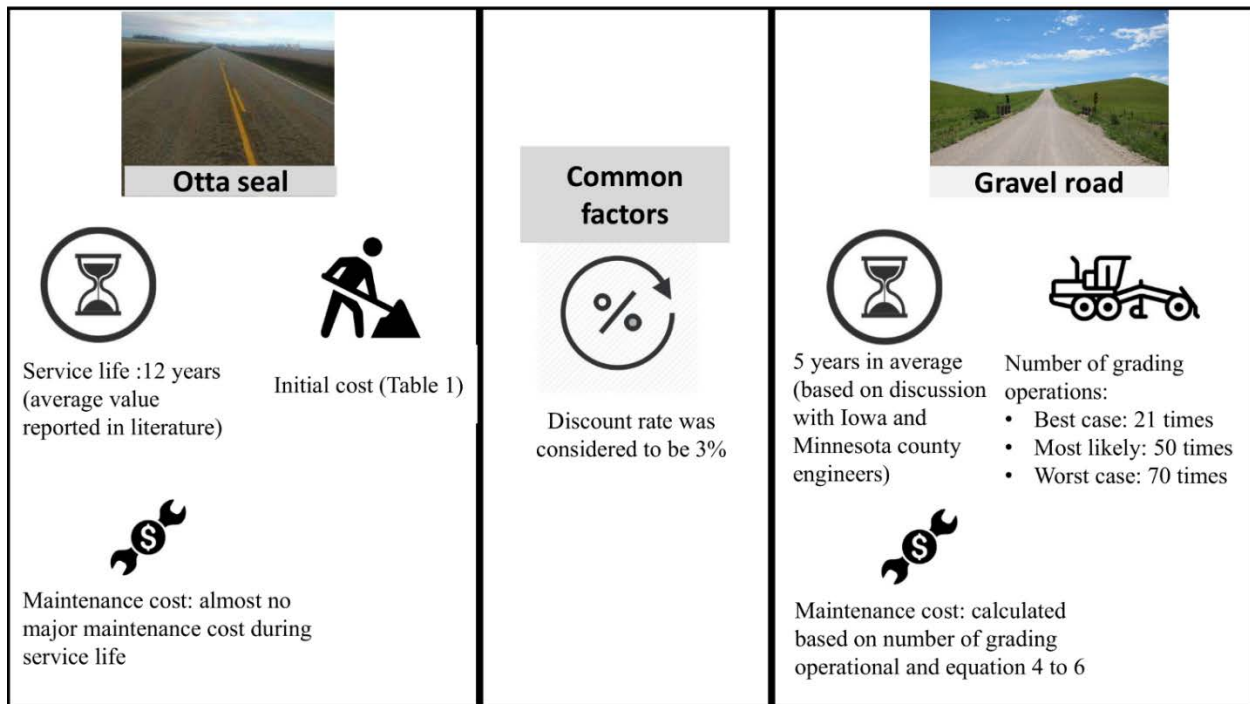 Otta seal
Service life :12 years
(average value
reported in literature)
Initial cost (Table 1)
$
Maintenance cost: almost no
major maintenance cost during
service life
Common
factors
%
Discount rate was
considered to be 3%
Gravel road
5 years in average
(based on discussion
with Iowa and
Minnesota county
engineers)
Number of grading
operations:
• Best case: 21 times
• Most likely: 50 times
• Worst case: 70 times
$
Maintenance cost: calculated
based on number of grading
operational and equation 4 to 6